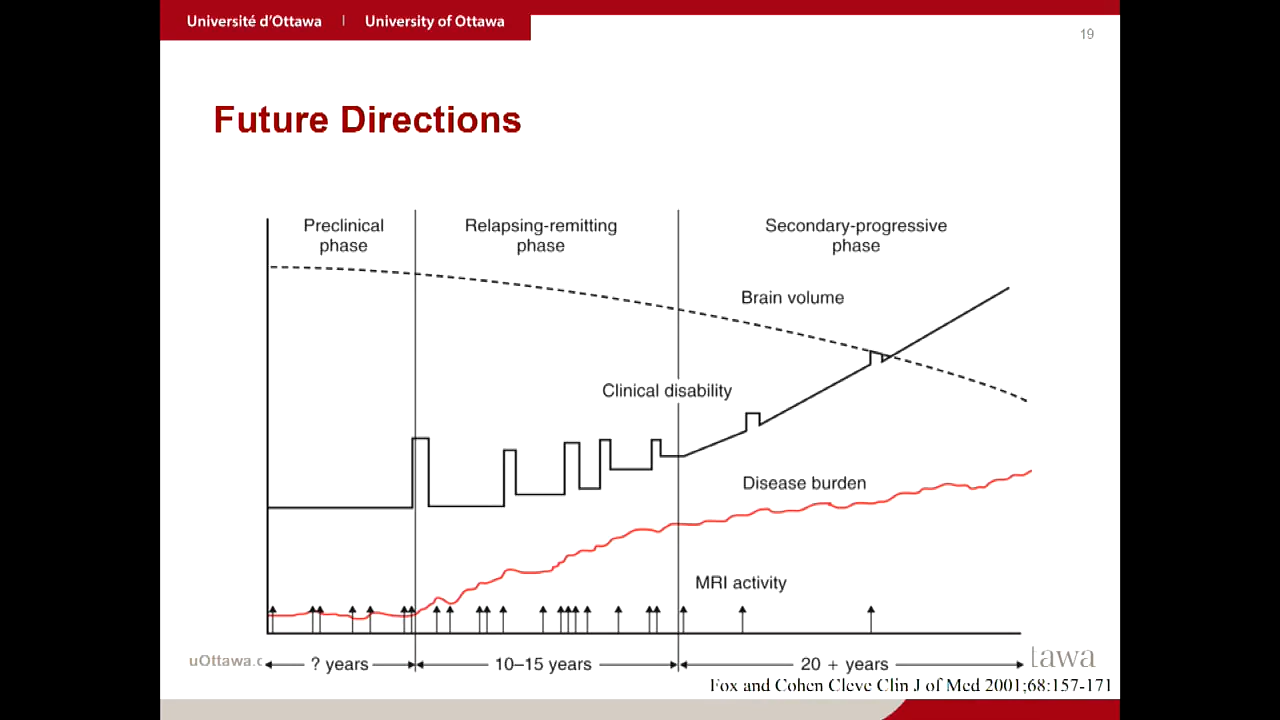 Université d'Ottawa | University of Ottawa
19
Future Directions
Preclinical
phase
Relapsing-remitting
phase
Secondary-progressive
phase
Brain volume
Clinical disability
Disease burden
MRI activity
? years
10–15 years
20 + years
uOttawa.c
tawa
Fox and Cohen Cleve Clin J of Med 2001;68:157-171